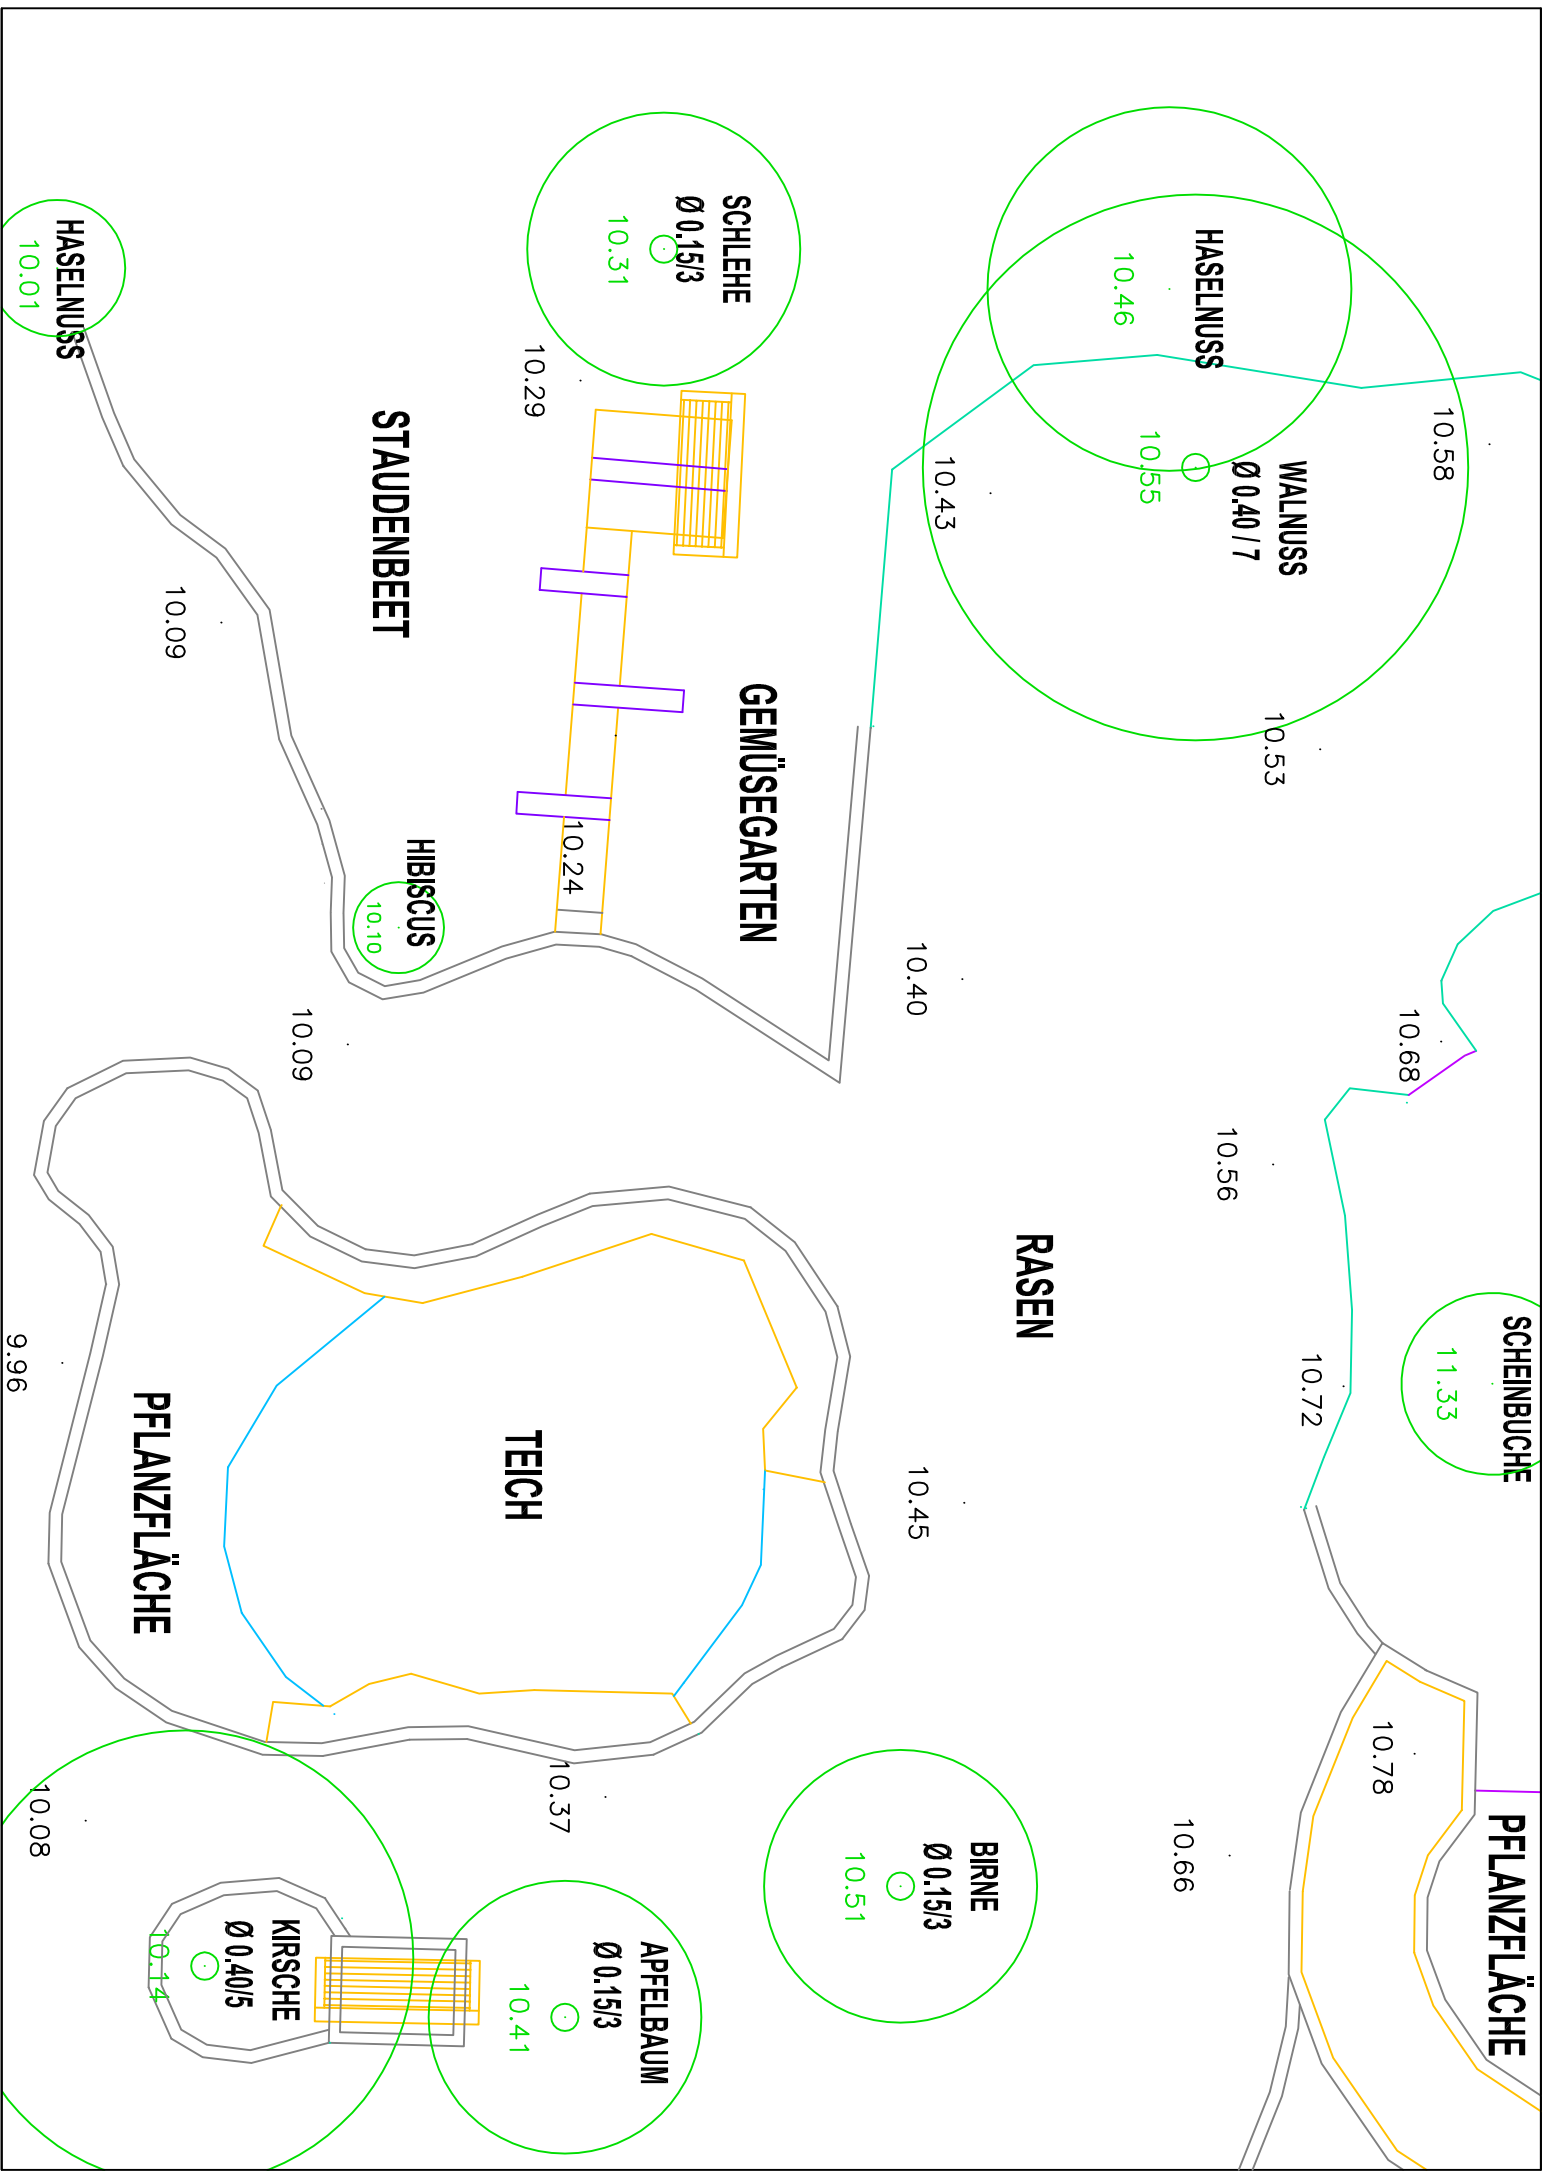 SCHEINBUCHE
11.33
PFLANZFLÄCHE
10.58
10.68
10.72
10.78
WALNUSS
Ø 0.40 / 7
10.55
10.53
HASELNUSS
10.46
10.56
10.66
RASEN
10.43
10.40
10.45
BIRNE
Ø 0.15/3
10.51
GEMÜSEGARTEN
SCHLEHE
Ø 0.15/3
10.31
APFELBAUM
Ø 0.15/3
10.41
10.29
10.24
TEICH
10.37
STAUDENBEET
HIBISCUS
10.10
10.09
KIRSCHE
Ø 0.40/5
10.14
10.09
PFLANZFLÄCHE
HASELNUSS
10.01
9.96
10.08